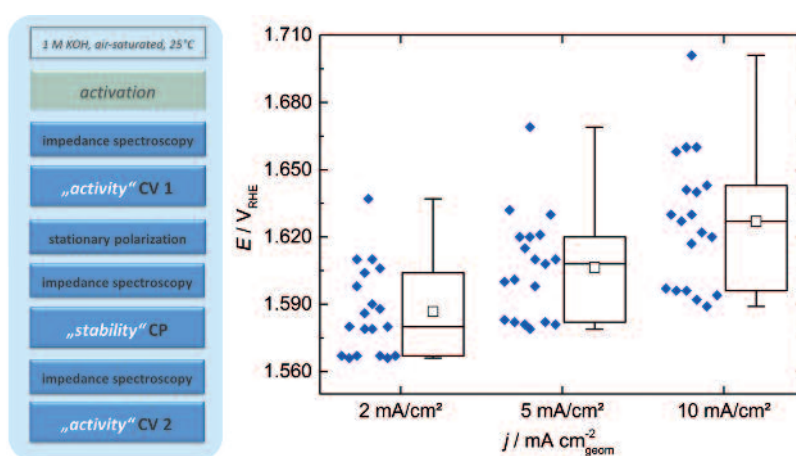 1 M KOH, air-saturated, 25°C
activation
impedance spectroscopy
„activity“ CV 1
stationary polarization
impedance spectroscopy
„stability“ CP
impedance spectroscopy
„activity“ CV 2
E / V_RHE
1.710
1.680
1.650
1.620
1.590
1.560
2 mA/cm² 5 mA/cm² 10 mA/cm²
j / mA cm⁻²geom